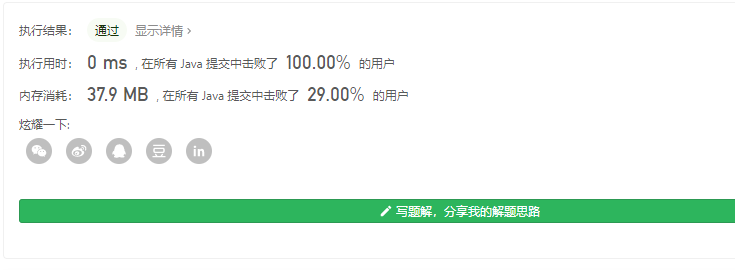 执行结果： 通过 显示详情 ›
执行用时： 0 ms , 在所有 Java 提交中击败了 100.00% 的用户
内存消耗： 37.9 MB , 在所有 Java 提交中击败了 29.00% 的用户
炫耀一下:
豆 in
写题解，分享我的解题思路